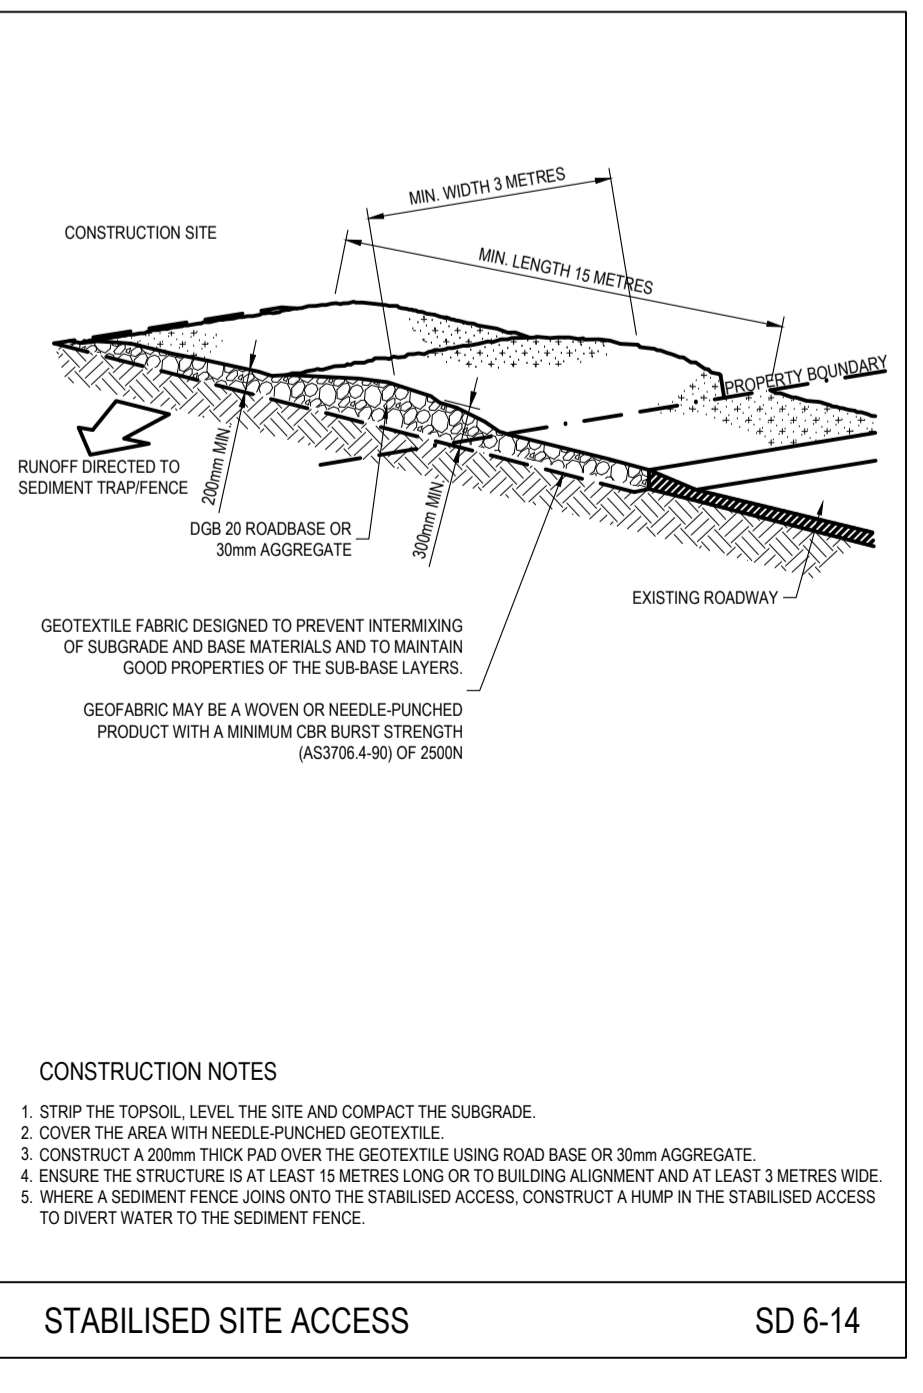 MIN. WIDTH 3 METRES
CONSTRUCTION SITE
MIN. LENGTH 15 METRES
PROPERTY BOUNDARY
RUNOFF DIRECTED TO
SEDIMENT TRAP/FENCE
200mm MIN.
DGB 20 ROADBASE OR
30mm AGGREGATE
300mm MIN.
EXISTING ROADWAY
GEOTEXTILE FABRIC DESIGNED TO PREVENT INTERMIXING
OF SUBGRADE AND BASE MATERIALS AND TO MAINTAIN
GOOD PROPERTIES OF THE SUB-BASE LAYERS.
GEOFABRIC MAY BE A WOVEN OR NEEDLE-PUNCHED
PRODUCT WITH A MINIMUM CBR BURST STRENGTH
(AS3706.4-90) OF 2500N
CONSTRUCTION NOTES
1. STRIP THE TOPSOIL, LEVEL THE SITE AND COMPACT THE SUBGRADE.
2. COVER THE AREA WITH NEEDLE-PUNCHED GEOTEXTILE.
3. CONSTRUCT A 200mm THICK PAD OVER THE GEOTEXTILE USING ROAD BASE OR 30mm AGGREGATE.
4. ENSURE THE STRUCTURE IS AT LEAST 15 METRES LONG OR TO BUILDING ALIGNMENT AND AT LEAST 3 METRES WIDE.
5. WHERE A SEDIMENT FENCE JOINS ONTO THE STABILISED ACCESS, CONSTRUCT A HUMP IN THE STABILISED ACCESS
TO DIVERT WATER TO THE SEDIMENT FENCE.
STABILISED SITE ACCESS
SD 6-14